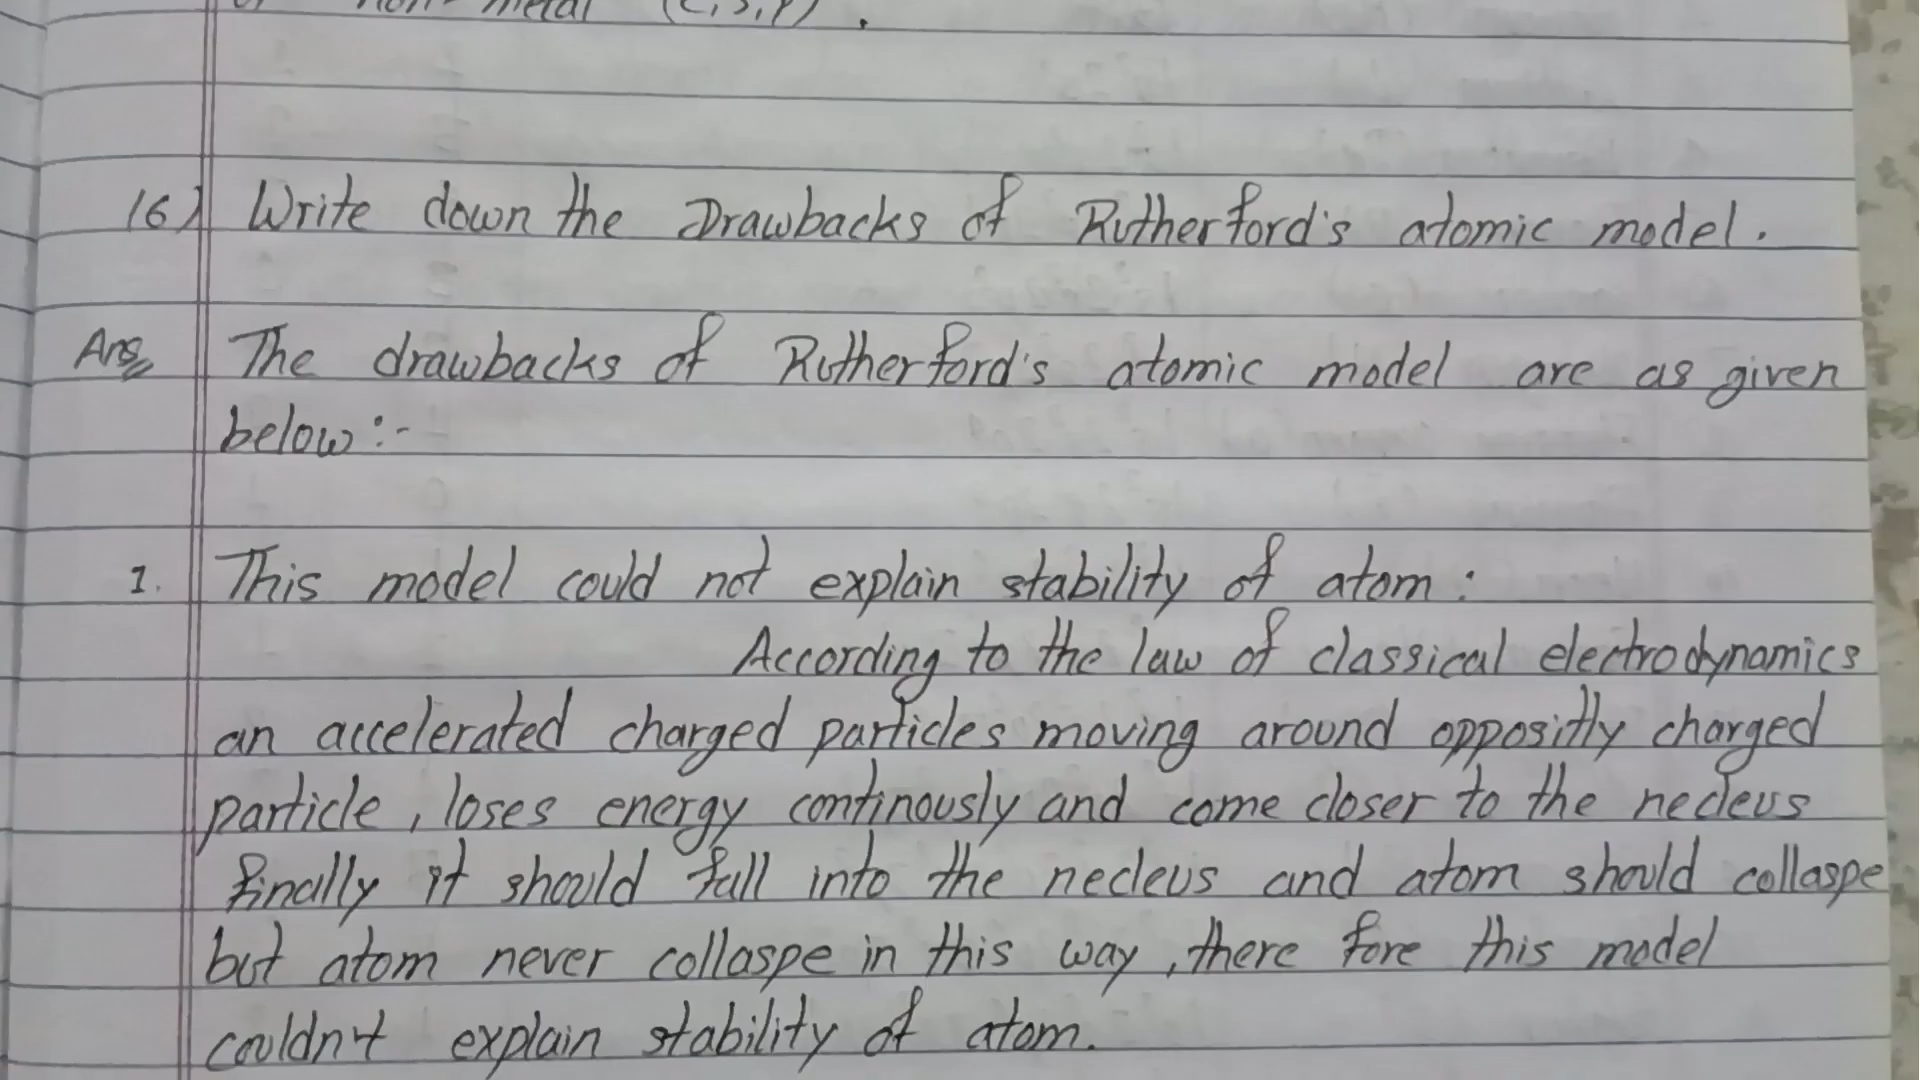 non-metal (C, S, P).
16) Write down the Drawbacks of Rutherford's atomic model.
Ans, The drawbacks of Rutherford's atomic model are as given
below:-
1. This model could not explain stability of atom:
According to the law of classical electrodynamics
an accelerated charged particles moving around oppositly charged
particle, loses energy continously and come closer to the necleus
finally it should fall into the necleus and atom should collaspe
but atom never collaspe in this way, there fore this model
couldn't explain stability of atom.